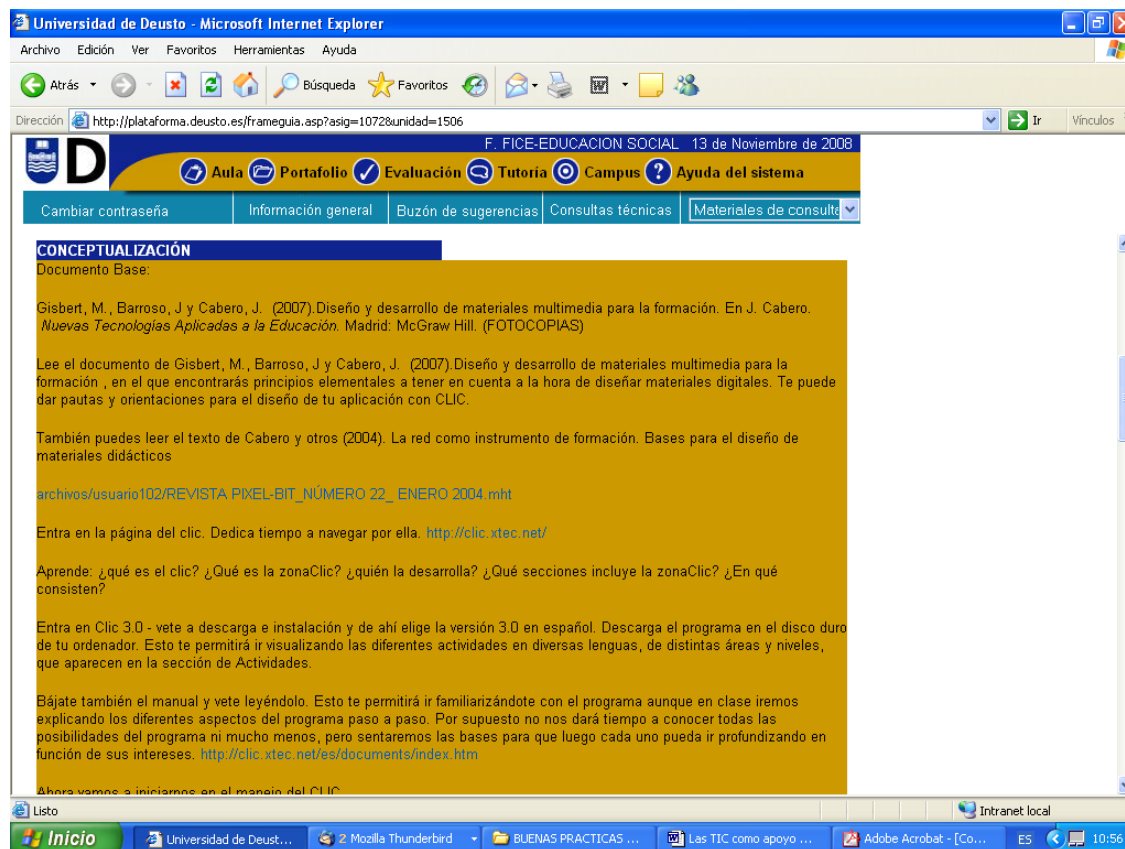 Universidad de Deusto - Microsoft Internet Explorer
Archivo Edición Ver Favoritos Herramientas Ayuda
Atrás Búsqueda Favoritos
Dirección http://plataforma.deusto.es/frameguia.asp?asig=1072&unidad=1506 Ir Vínculos
F. FICE-EDUCACION SOCIAL 13 de Noviembre de 2008
D
Aula Portafolio Evaluación Tutoría Campus Ayuda del sistema
Cambiar contraseña Información general Buzón de sugerencias Consultas técnicas Materiales de consulta
CONCEPTUALIZACIÓN
Documento Base:
Gisbert, M., Barroso, J y Cabero, J. (2007).Diseño y desarrollo de materiales multimedia para la formación. En J. Cabero.
Nuevas Tecnologías Aplicadas a la Educación. Madrid: McGraw Hill. (FOTOCOPIAS)
Lee el documento de Gisbert, M., Barroso, J y Cabero, J. (2007).Diseño y desarrollo de materiales multimedia para la
formación , en el que encontrarás principios elementales a tener en cuenta a la hora de diseñar materiales digitales. Te puede
dar pautas y orientaciones para el diseño de tu aplicación con CLIC.
También puedes leer el texto de Cabero y otros (2004). La red como instrumento de formación. Bases para el diseño de
materiales didácticos
archivos/usuario102/REVISTA PIXEL-BIT_NÚMERO 22_ ENERO 2004.mht
Entra en la página del clic. Dedica tiempo a navegar por ella. http://clic.xtec.net/
Aprende: ¿qué es el clic? ¿Qué es la zonaClic? ¿quién la desarrolla? ¿Qué secciones incluye la zonaClic? ¿En qué
consisten?
Entra en Clic 3.0 - vete a descarga e instalación y de ahí elige la versión 3.0 en español. Descarga el programa en el disco duro
de tu ordenador. Esto te permitirá ir visualizando las diferentes actividades en diversas lenguas, de distintas áreas y niveles,
que aparecen en la sección de Actividades.
Bájate también el manual y vete leyéndolo. Esto te permitirá ir familiarizándote con el programa aunque en clase iremos
explicando los diferentes aspectos del programa paso a paso. Por supuesto no nos dará tiempo a conocer todas las
posibilidades del programa ni mucho menos, pero sentaremos las bases para que luego cada uno pueda ir profundizando en
función de sus intereses. http://clic.xtec.net/es/documents/index.htm
Ahora vamos a iniciarnos en el manejo del CLIC
Listo Intranet local
Inicio Universidad de Deust... 2 Mozilla Thunderbird BUENAS PRACTICAS ... Las TIC como apoyo ... Adobe Acrobat - [Co... ES 10:56